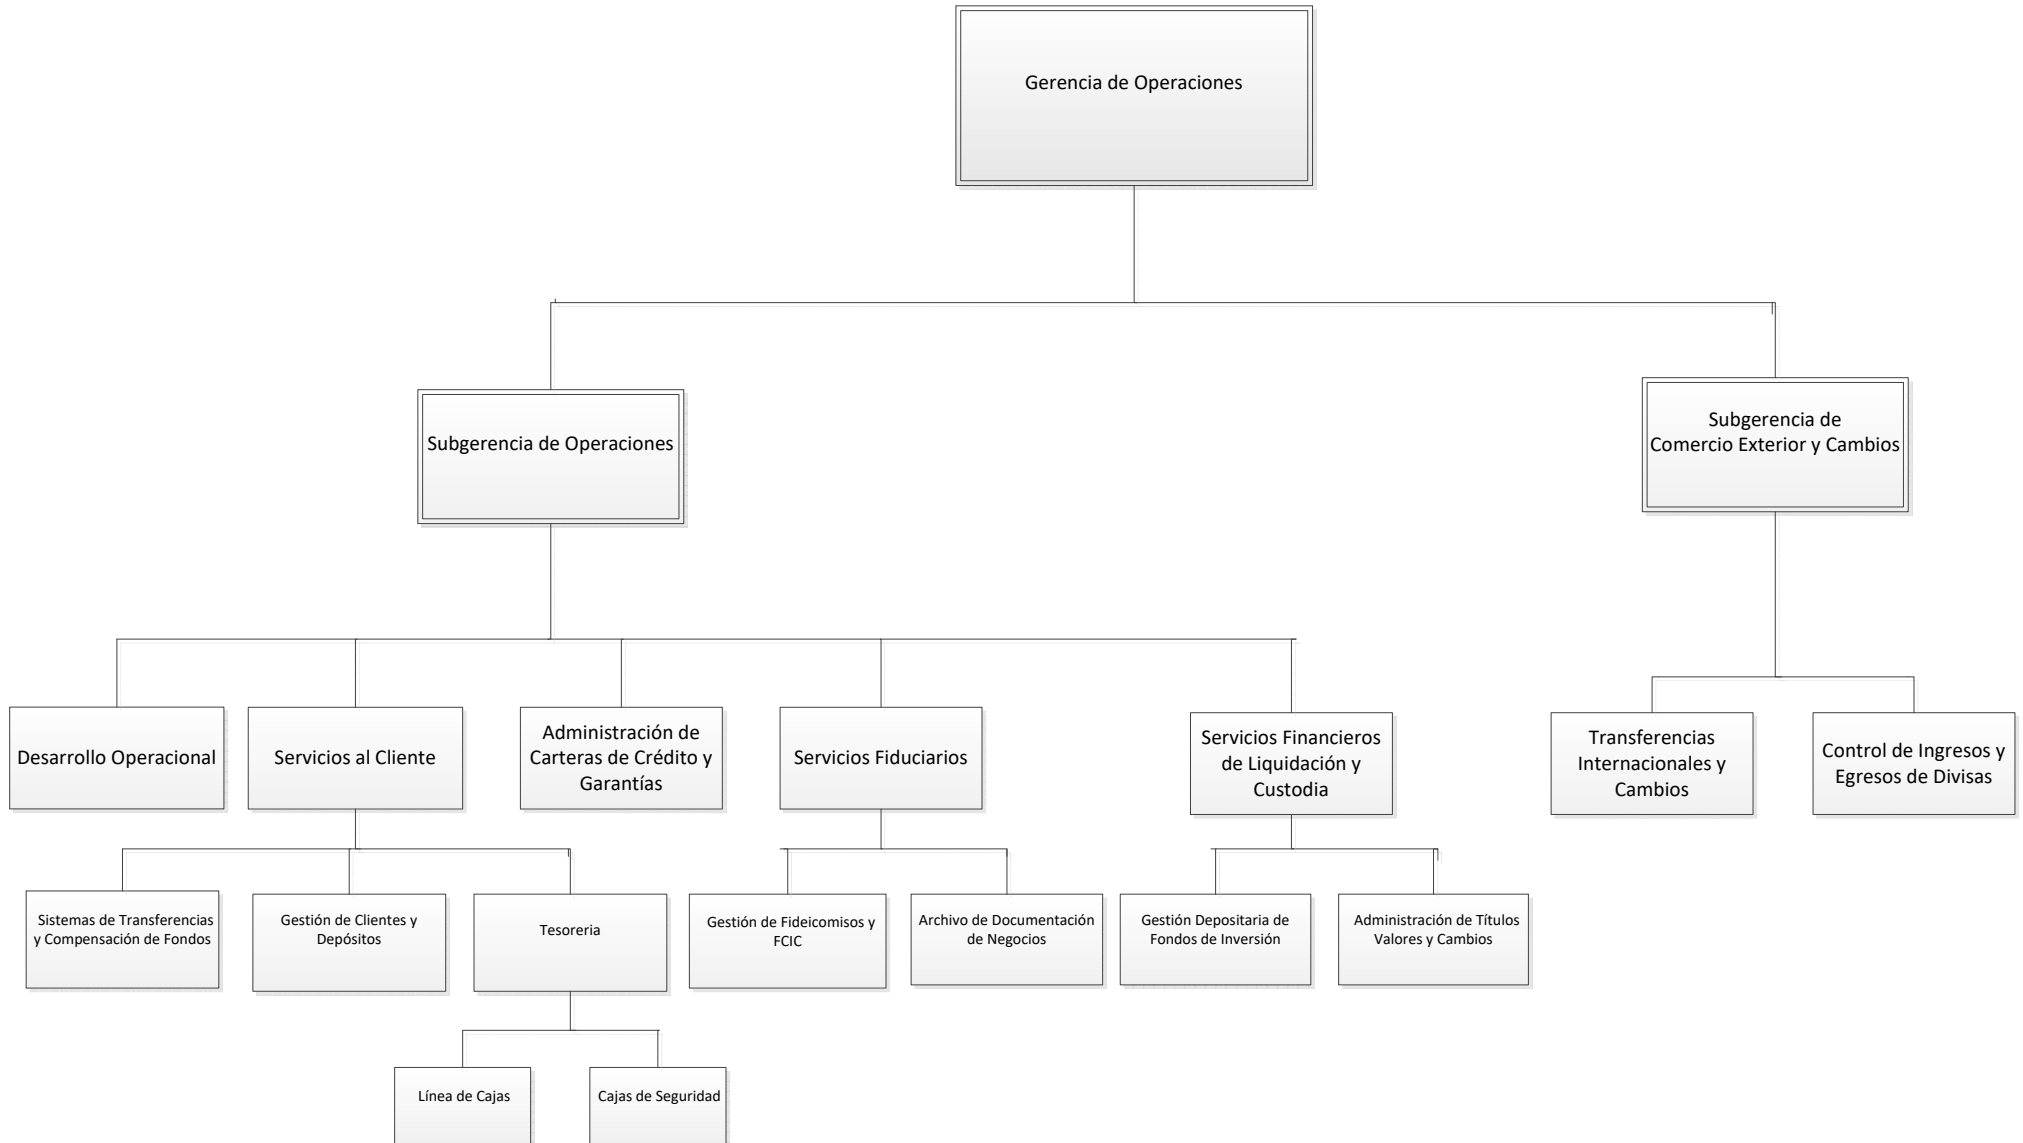 Gerencia de Operaciones
Subgerencia de Operaciones
Subgerencia de
Comercio Exterior y Cambios
Desarrollo Operacional
Servicios al Cliente
Administración de
Carteras de Crédito y
Garantías
Servicios Fiduciarios
Servicios Financieros
de Liquidación y
Custodia
Transferencias
Internacionales y
Cambios
Control de Ingresos y
Egresos de Divisas
Sistemas de Transferencias
y Compensación de Fondos
Gestión de Clientes y
Depósitos
Tesoreria
Gestión de Fideicomisos y
FCIC
Archivo de Documentación
de Negocios
Gestión Depositaria de
Fondos de Inversión
Administración de Títulos
Valores y Cambios
Línea de Cajas
Cajas de Seguridad